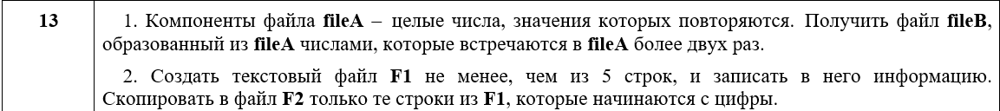 13
1. Компоненты файла fileA – целые числа, значения которых повторяются. Получить файл fileB,
образованный из fileA числами, которые встречаются в fileA более двух раз.
2. Создать текстовый файл F1 не менее, чем из 5 строк, и записать в него информацию.
Скопировать в файл F2 только те строки из F1, которые начинаются с цифры.